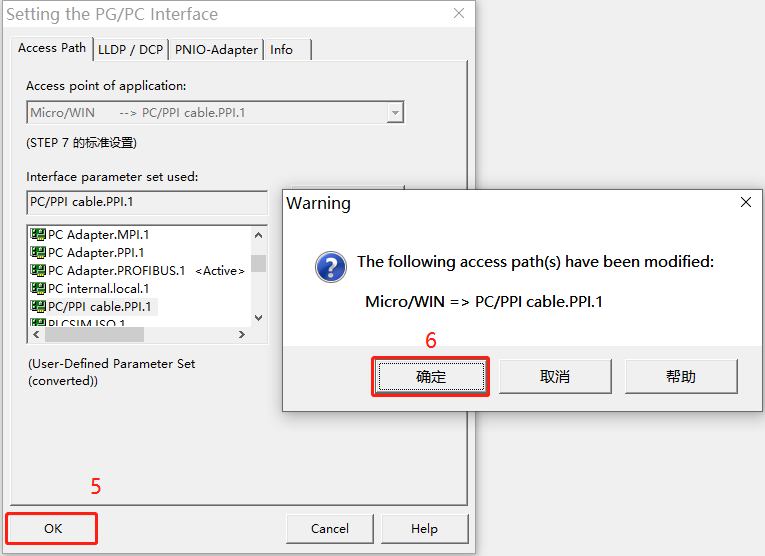 Setting the PG/PC Interface
Access Path
LLDP / DCP
PNIO-Adapter
Info
Access point of application:
Micro/WIN --> PC/PPI cable.PPI.1
(STEP 7 的标准设置)
Interface parameter set used:
PC/PPI cable.PPI.1
PC Adapter.MPI.1
PC Adapter.PPI.1
PC Adapter.PROFIBUS.1 <Active>
PC internal.local.1
PC/PPI cable.PPI.1
PLCSIM.ISO.1
(User-Defined Parameter Set
(converted))
5
OK
Cancel
Help
Warning
The following access path(s) have been modified:
Micro/WIN => PC/PPI cable.PPI.1
6
确定
取消
帮助